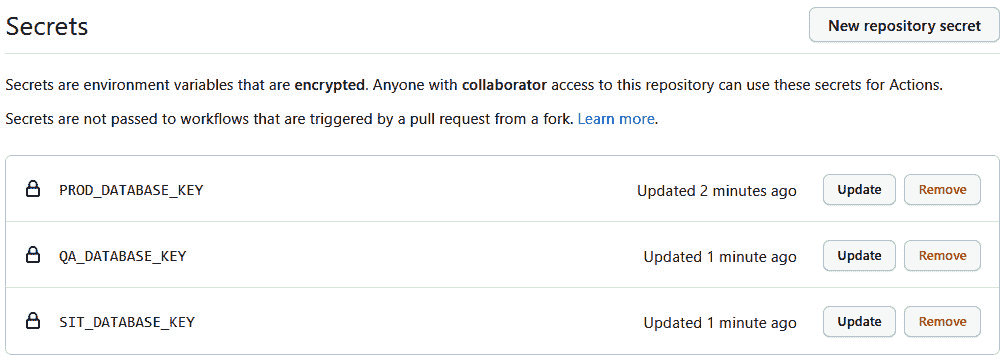 Secrets
New repository secret
Secrets are environment variables that are encrypted. Anyone with collaborator access to this repository can use these secrets for Actions.
Secrets are not passed to workflows that are triggered by a pull request from a fork. Learn more.
PROD_DATABASE_KEY Updated 2 minutes ago Update Remove
QA_DATABASE_KEY Updated 1 minute ago Update Remove
SIT_DATABASE_KEY Updated 1 minute ago Update Remove